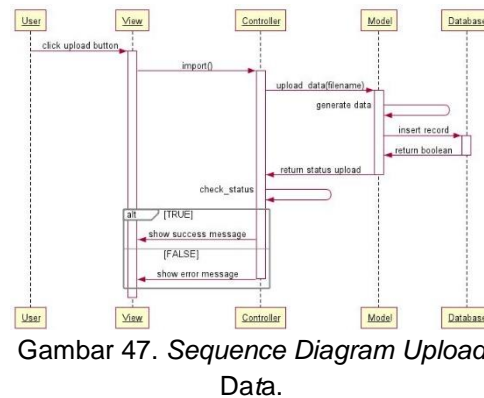 User View Controller Model Database
click upload button
import()
upload_data(filename)
generate data
insert record
return boolean
return status upload
check_status
alt [TRUE]
show success message
[FALSE]
show error message
User View Controller Model Database
Gambar 47. Sequence Diagram Upload
Data.